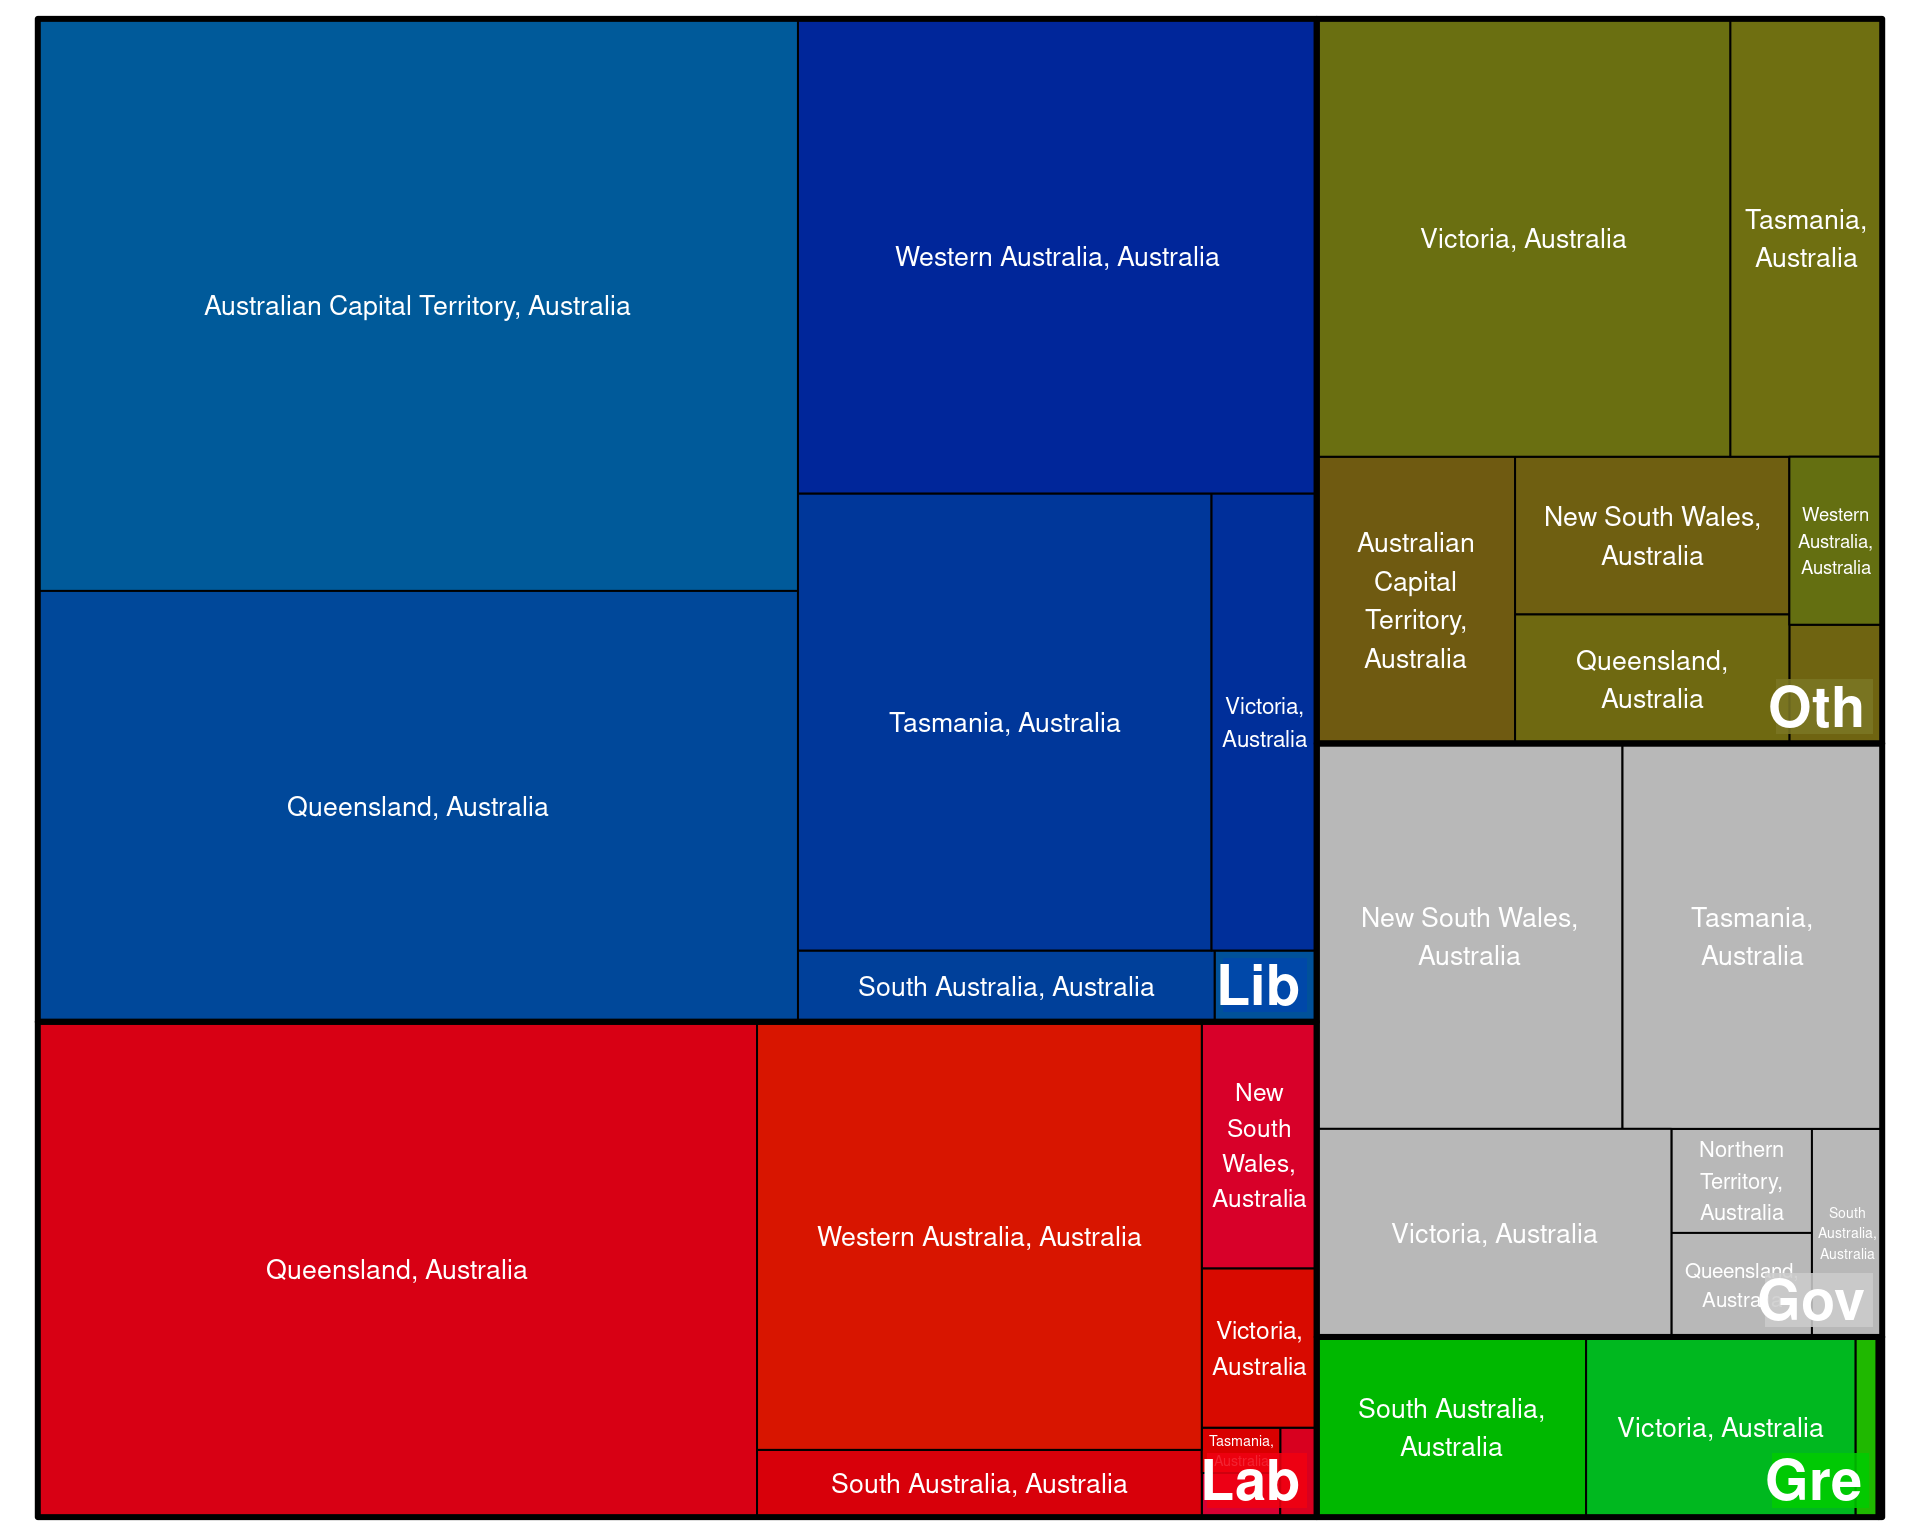 Australian Capital Territory, Australia
Queensland, Australia
Western Australia, Australia
Tasmania, Australia
Victoria,
Australia
South Australia, Australia
Lib
Queensland, Australia
Western Australia, Australia
South Australia, Australia
New
South
Wales,
Australia
Victoria,
Australia
Tasmania,
Australia
Lab
Victoria, Australia
Tasmania,
Australia
Australian
Capital
Territory,
Australia
New South Wales,
Australia
Queensland,
Australia
Western
Australia,
Australia
Oth
New South Wales,
Australia
Tasmania,
Australia
Victoria, Australia
Northern
Territory,
Australia
Queensland,
Australia
South
Australia,
Australia
Gov
South Australia,
Australia
Victoria, Australia
Gre